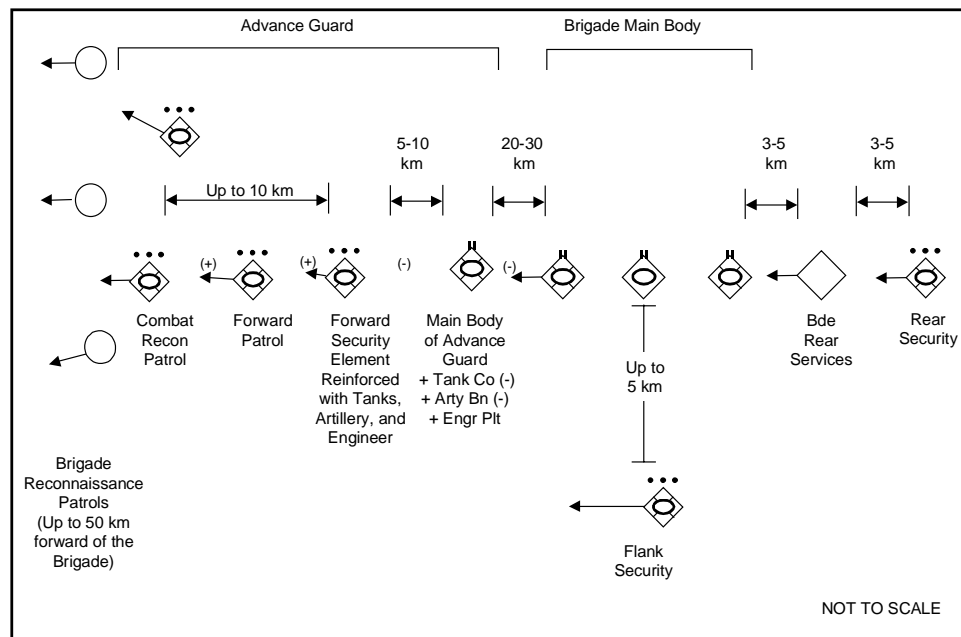 Advance Guard
Brigade Main Body
5-10
km
20-30
km
3-5
km
3-5
km
Up to 10 km
(+)
(+)
(-)
(-)
Combat
Recon
Patrol
Forward
Patrol
Forward
Security
Element
Reinforced
with Tanks,
Artillery, and
Engineer
Main Body
of Advance
Guard
+ Tank Co (-)
+ Arty Bn (-)
+ Engr Plt
Up to
5 km
Bde
Rear
Services
Rear
Security
Brigade
Reconnaissance
Patrols
(Up to 50 km
forward of the
Brigade)
Flank
Security
NOT TO SCALE